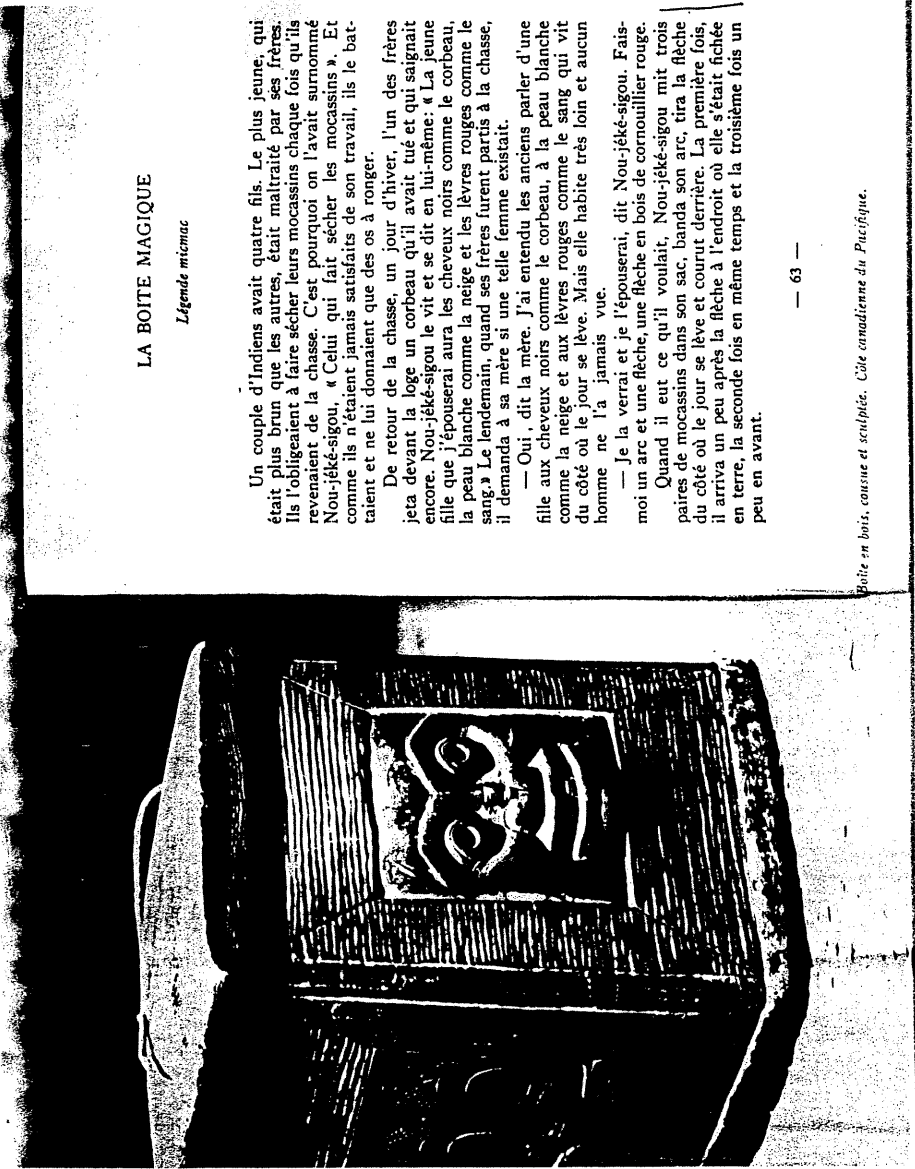 LA BOITE MAGIQUE
Légende micmac
Un couple d'Indiens avait quatre fils. Le plus jeune, qui
était plus brun que les autres, était maltraité par ses frères.
Ils l'obligeaient à faire sécher leurs mocassins chaque fois qu'ils
revenaient de la chasse. C'est pourquoi on l'avait surnommé
Nou-jéké-sigou, « Celui qui fait sécher les mocassins ». Et
comme ils n'étaient jamais satisfaits de son travail, ils le bat-
taient et ne lui donnaient que des os à ronger.
De retour de la chasse, un jour d'hiver, l'un des frères
jeta devant la loge un corbeau qu'il avait tué et qui saignait
encore. Nou-jéké-sigou le vit et se dit en lui-même: « La jeune
fille que j'épouserai aura les cheveux noirs comme le corbeau,
la peau blanche comme la neige et les lèvres rouges comme le
sang.» Le lendemain, quand ses frères furent partis à la chasse,
il demanda à sa mère si une telle femme existait.
— Oui, dit la mère. J'ai entendu les anciens parler d'une
fille aux cheveux noirs comme le corbeau, à la peau blanche
comme la neige et aux lèvres rouges comme le sang qui vit
du côté où le jour se lève. Mais elle habite très loin et aucun
homme ne l'a jamais vue.
— Je la verrai et je l'épouserai, dit Nou-jéké-sigou. Fais-
moi un arc et une flèche, une flèche en bois de cornouillier rouge.
Quand il eut ce qu'il voulait, Nou-jéké-sigou mit trois
paires de mocassins dans son sac, banda son arc, tira la flèche
du côté où le jour se lève et courut derrière. La première fois,
il arriva un peu après la flèche à l'endroit où elle s'était fichée
en terre, la seconde fois en même temps et la troisième fois un
peu en avant.
— 63 —
Boîte en bois, cousue et sculptée. Côte canadienne du Pacifique.